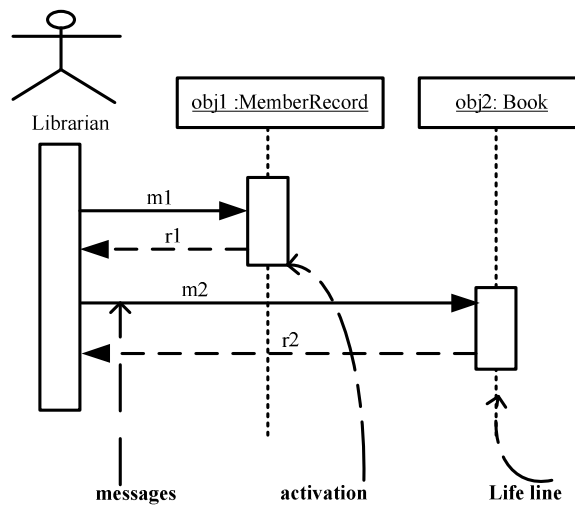 Librarian
obj1 :MemberRecord
obj2: Book
m1
r1
m2
r2
messages
activation
Life line